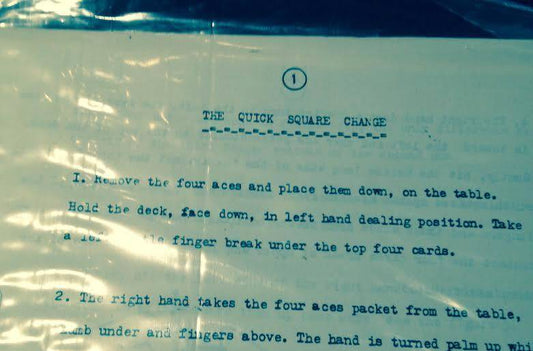 1
THE QUICK SQUARE CHANGE
I. Remove the four aces and place them down, on the table.
Hold the deck, face down, in left hand dealing position. Take
a finger break under the top four cards.
2. The right hand takes the four aces packet from the table,
thumb under and fingers above. The hand is turned palm up